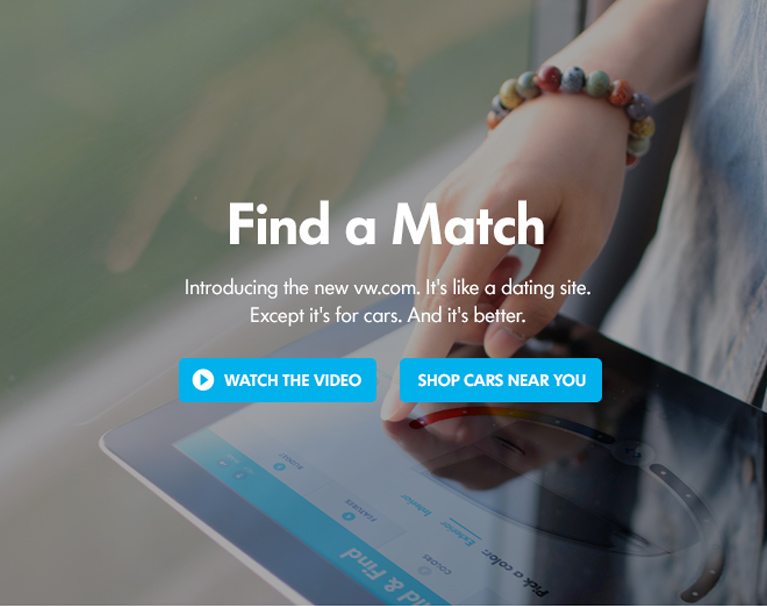 Find a Match
Introducing the new vw.com. It's like a dating site.
Except it's for cars. And it's better.
WATCH THE VIDEO
SHOP CARS NEAR YOU
BUDGET
FEATURES
COLORS
Interior
Exterior
Pick a color:
& Find